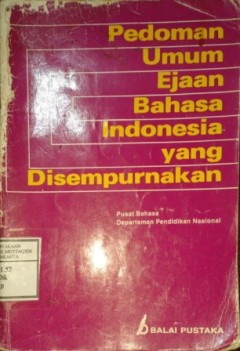 Pedoman
Umum
Ejaan
Bahasa
Indonesia
yang
Disempurnakan
Pusat Bahasa
Departemen Pendidikan Nasional
BALAI PUSTAKA